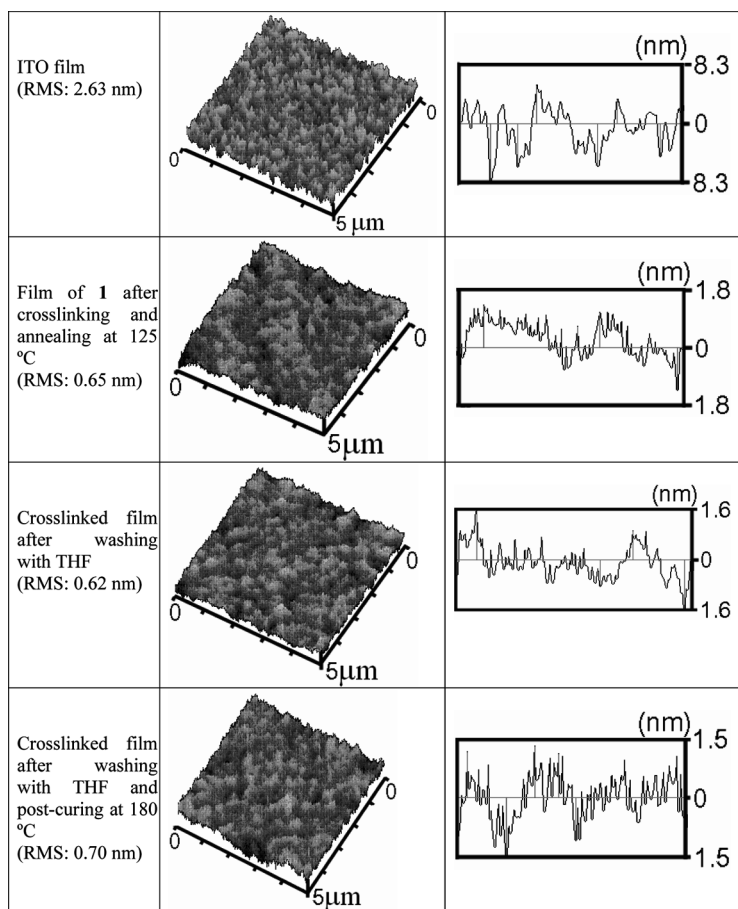 ITO film
(RMS: 2.63 nm)
0
0
5 μm
(nm)
8.3
0
8.3
Film of 1 after
crosslinking and
annealing at 125
ºC
(RMS: 0.65 nm)
0
0
5μm
(nm)
1.8
0
1.8
Crosslinked film
after washing
with THF
(RMS: 0.62 nm)
0
0
5μm
(nm)
1.6
0
1.6
Crosslinked film
after washing
with THF and
post-curing at 180
ºC
(RMS: 0.70 nm)
0
0
5μm
(nm)
1.5
0
1.5